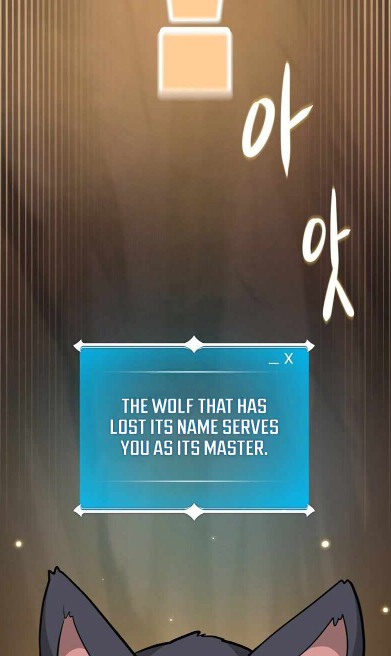 아
앗
_ X
THE WOLF THAT HAS
LOST ITS NAME SERVES
YOU AS ITS MASTER.